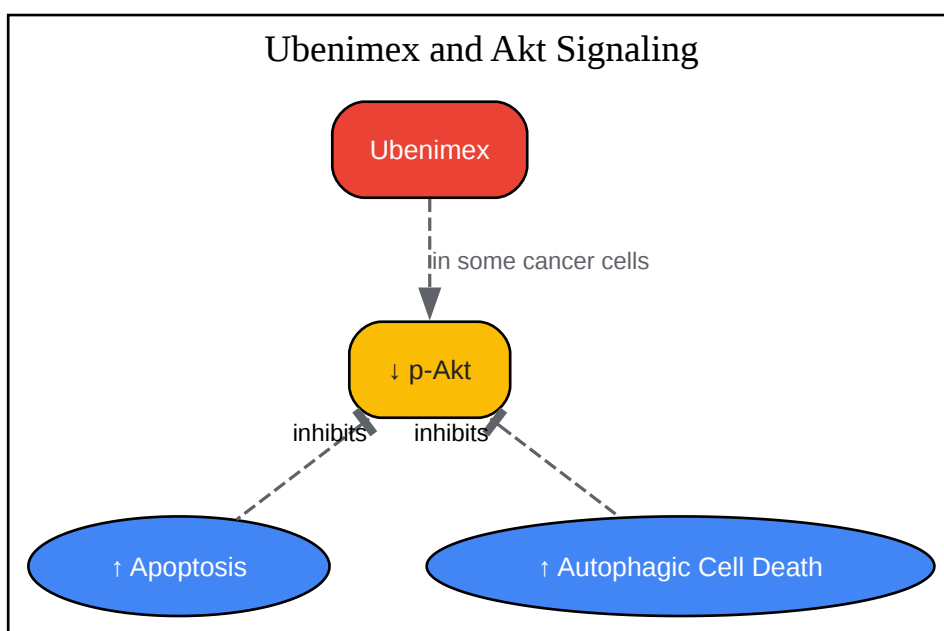 Ubenimex and Akt Signaling
Ubenimex
in some cancer cells
↓ p-Akt
inhibits
inhibits
↑ Apoptosis
↑ Autophagic Cell Death